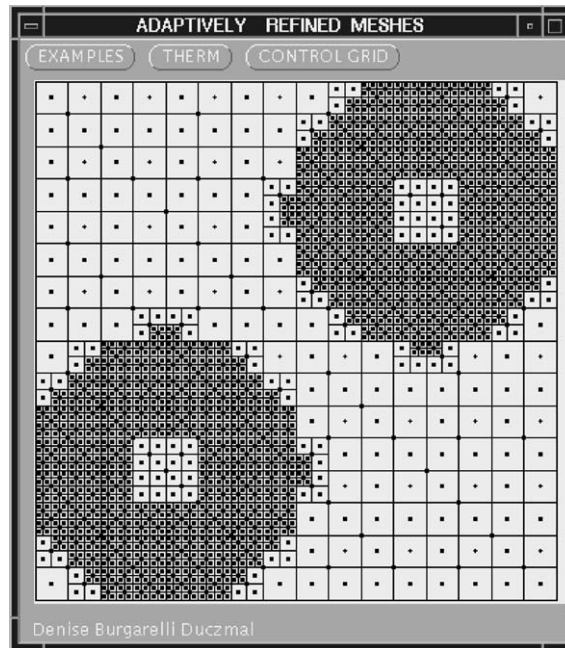 ADAPTIVELY REFINED MESHES
EXAMPLES THERM CONTROL GRID
Denise Burgarelli Duczmal